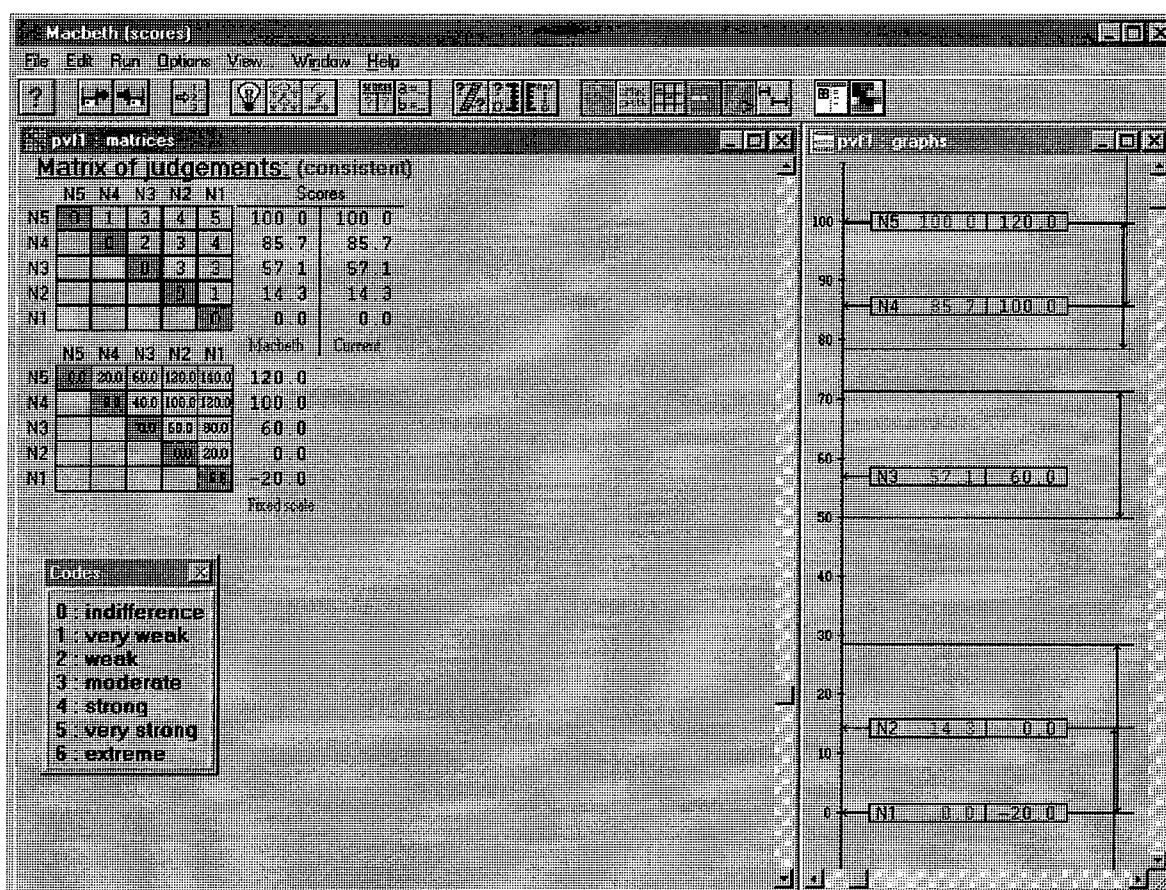 Macbeth (scores)
File Edit Run Options View... Window Help
pvf1 : matrices
Matrix of judgements: (consistent)
N5 N4 N3 N2 N1 Scores
N5 0 1 3 4 5 100.0 100.0
N4 0 2 3 4 85.7 85.7
N3 0 3 3 57.1 57.1
N2 0 1 14.3 14.3
N1 0 0.0 0.0
Macbeth Current
N5 N4 N3 N2 N1
N5 0.0 20.0 60.0 120.0 140.0 120.0
N4 0.0 40.0 100.0 120.0 100.0
N3 0.0 60.0 80.0 60.0
N2 0.0 20.0 0.0
N1 0.0 -20.0
Fixed scale
Codes
0 : indifference
1 : very weak
2 : weak
3 : moderate
4 : strong
5 : very strong
6 : extreme
pvf1 : graphs
100 N5 100.0 120.0
90
N4 85.7 100.0
80
70
60
N3 57.1 60.0
50
40
30
20
N2 14.3 0.0
10
0 N1 0.0 -20.0